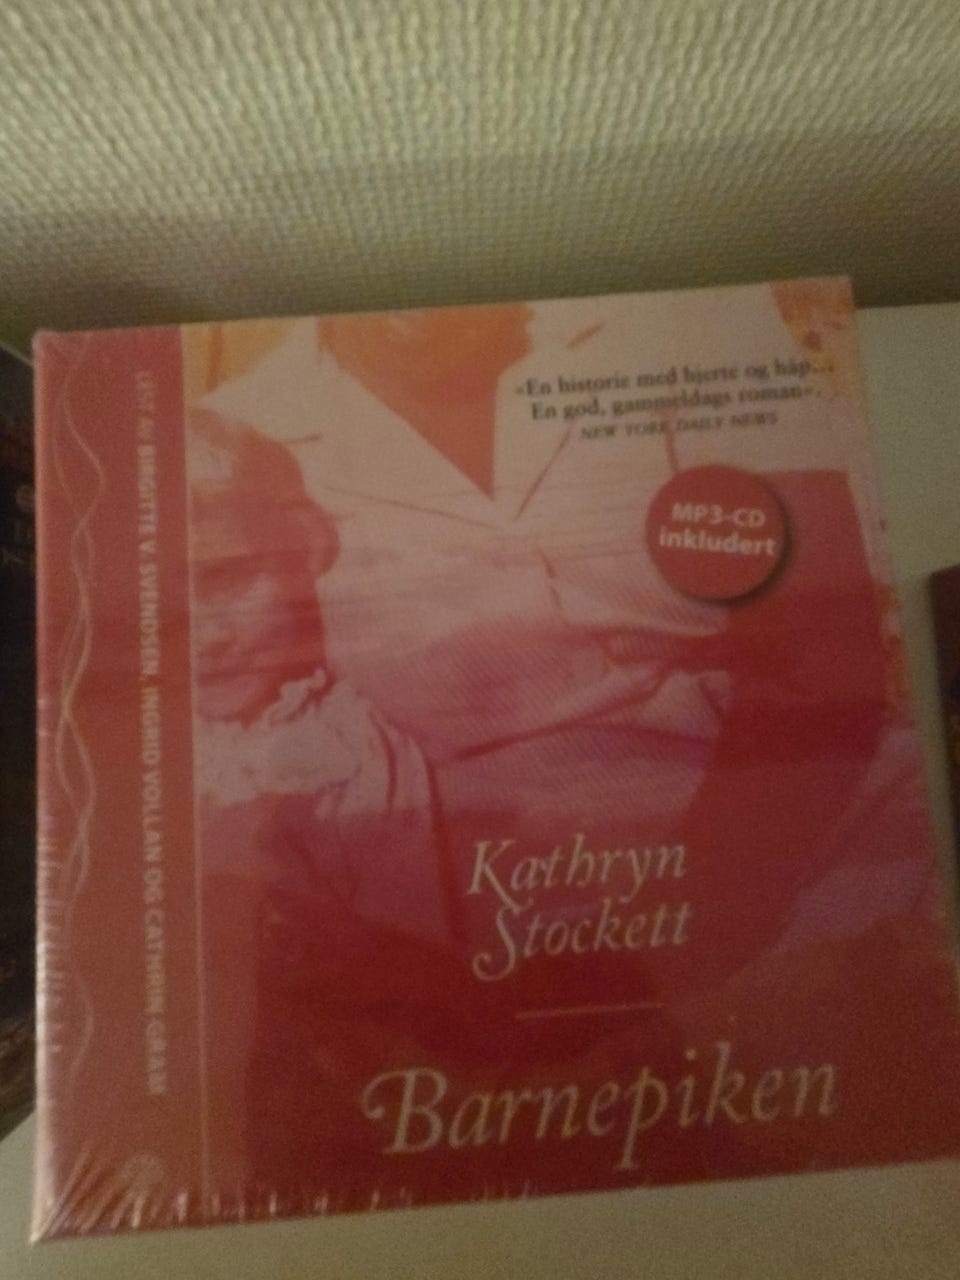 LEST AV BIRGITTE V. SVENDSEN, INGRID VOLLAN OG CATHRIN GRAM
«En historie med hjerte og håp...
En god, gammeldags roman».
NEW YORK DAILY NEWS
MP3-CD
inkludert
Kathryn
Stockett
Barnepiken